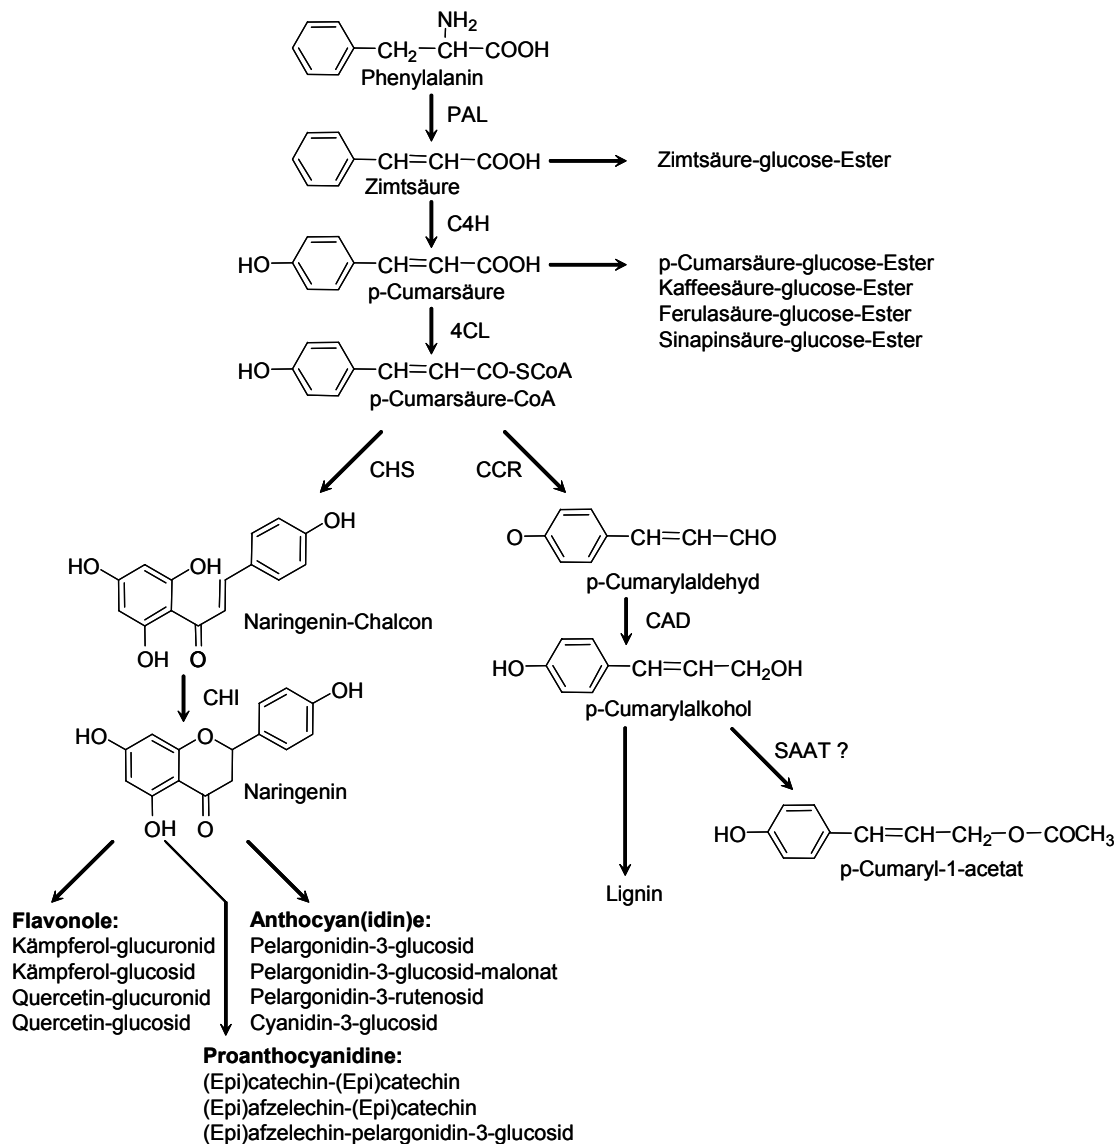 NH2
CH2 CH COOH
Phenylalanin
PAL
CH=CH COOH Zimtsäure-glucose-Ester
Zimtsäure
C4H
HO CH=CH COOH p-Cumarsäure-glucose-Ester
p-Cumarsäure Kaffeesäure-glucose-Ester
Ferulasäure-glucose-Ester
4CL Sinapinsäure-glucose-Ester
HO CH=CH CO-SCoA
p-Cumarsäure-CoA
CHS CCR
OH
HO OH
OH O
Naringenin-Chalcon
O CH=CH CHO
p-Cumarylaldehyd
CAD
HO CH=CH CH2OH
p-Cumarylalkohol
CHI
OH
HO O
OH O
Naringenin
SAAT ?
HO CH=CH CH2 O COCH3
p-Cumaryl-1-acetat
Lignin
Flavonole:
Kämpferol-glucuronid
Kämpferol-glucosid
Quercetin-glucuronid
Quercetin-glucosid
Anthocyan(idin)e:
Pelargonidin-3-glucosid
Pelargonidin-3-glucosid-malonat
Pelargonidin-3-rutenosid
Cyanidin-3-glucosid
Proanthocyanidine:
(Epi)catechin-(Epi)catechin
(Epi)afzelechin-(Epi)catechin
(Epi)afzelechin-pelargonidin-3-glucosid